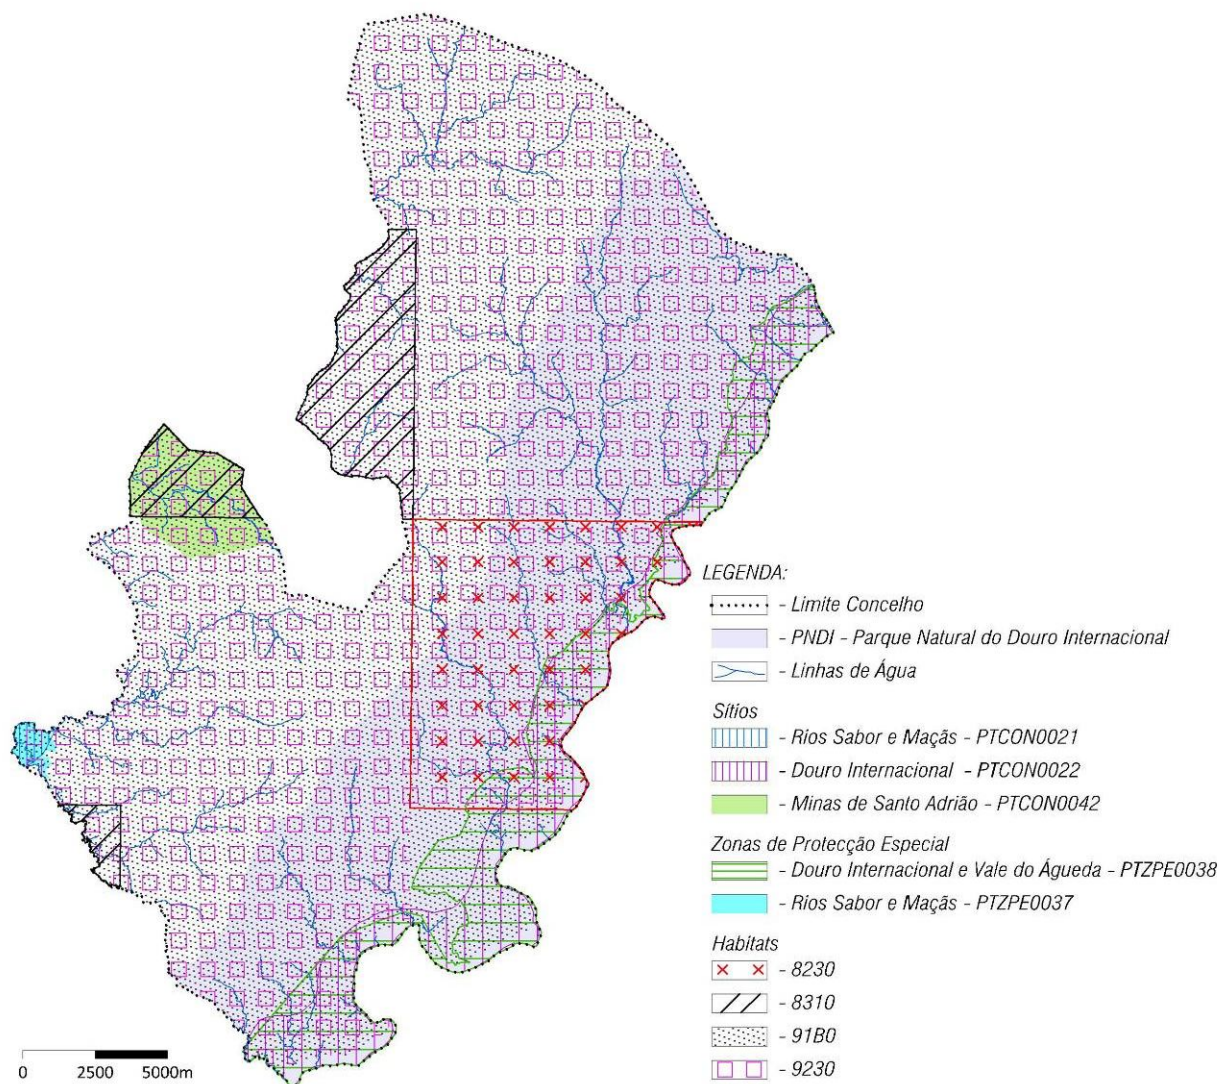 LEGENDA:
- Limite Concelho
- PNDI - Parque Natural do Douro Internacional
- Linhas de Água
Sítios
- Rios Sabor e Maçãs - PTCON0021
- Douro Internacional - PTCON0022
- Minas de Santo Adrião - PTCON0042
Zonas de Protecção Especial
- Douro Internacional e Vale do Águeda - PTZPE0038
- Rios Sabor e Maçãs - PTZPE0037
Habitats
- 8230
- 8310
- 91B0
- 9230
0 2500 5000m